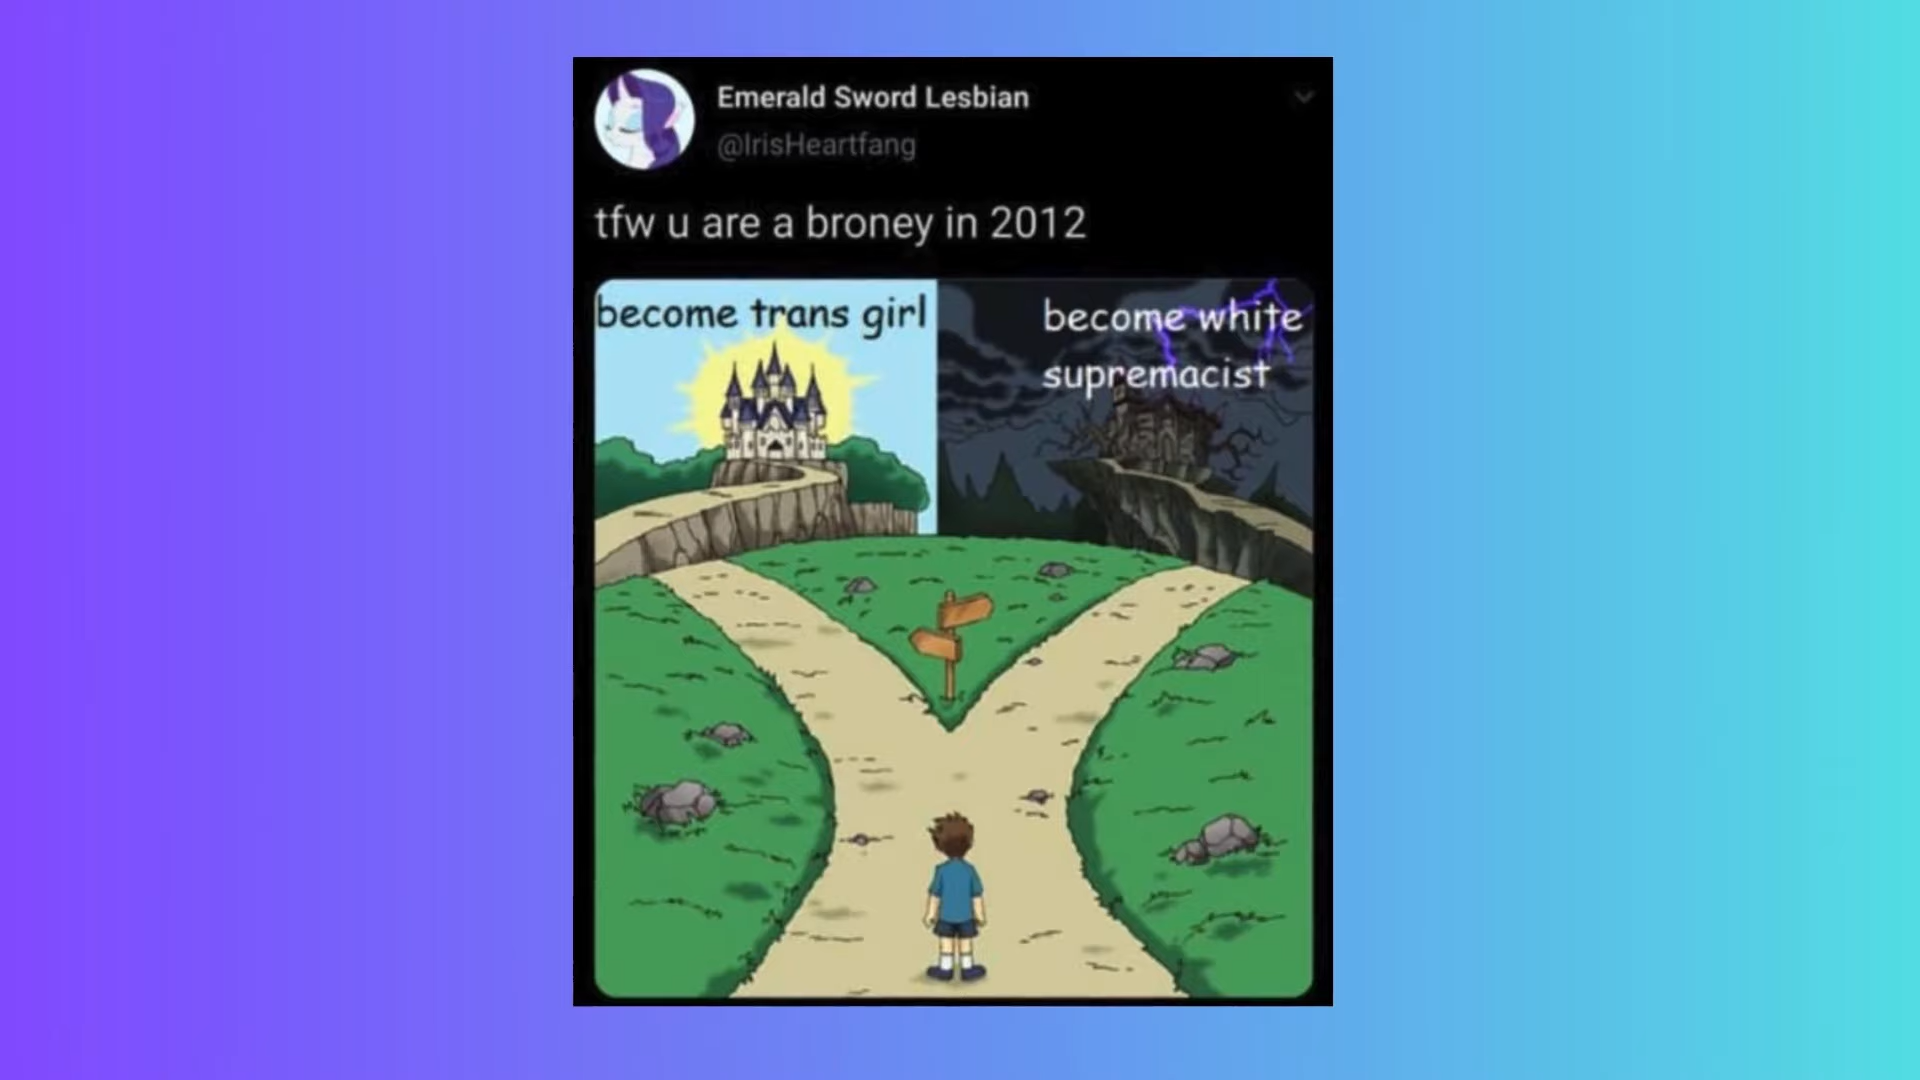 Emerald Sword Lesbian
@IrisHeartfang
tfw u are a broney in 2012
become trans girl
become white
supremacist